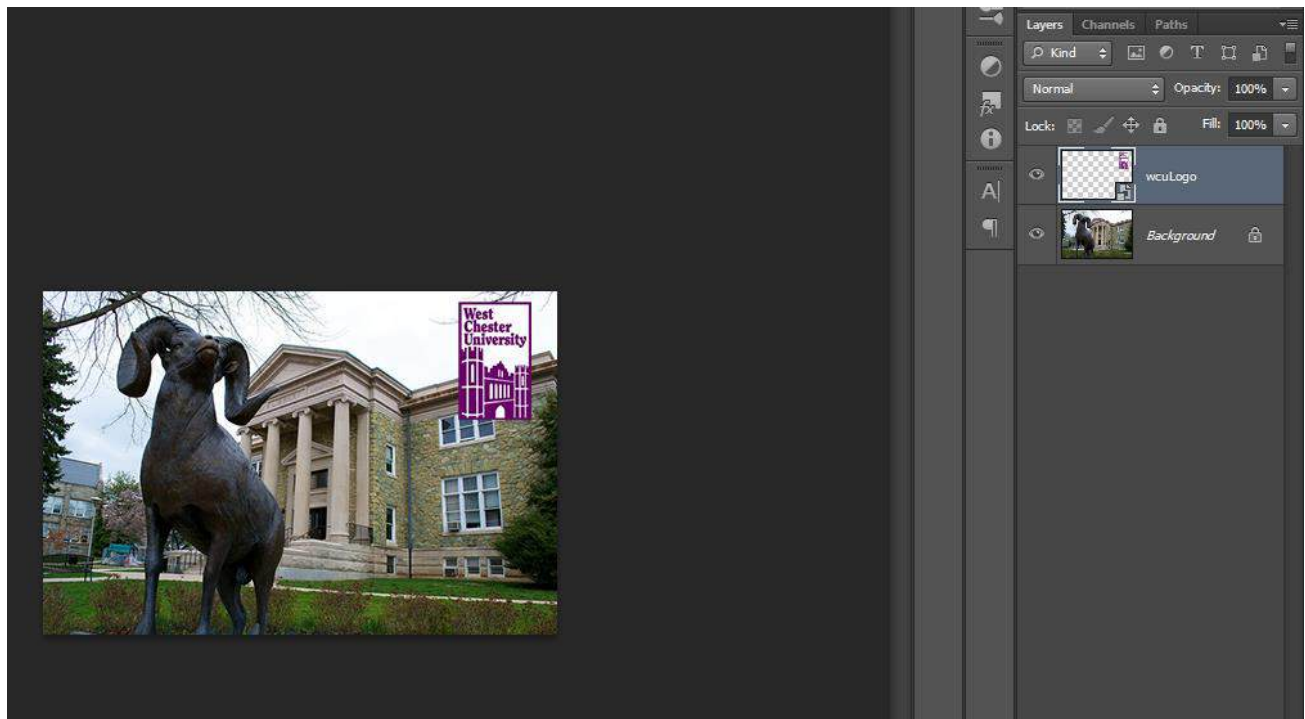 Layers Channels Paths
Kind
Normal Opacity: 100%
Lock: Fill: 100%
wcuLogo
Background
West
Chester
University